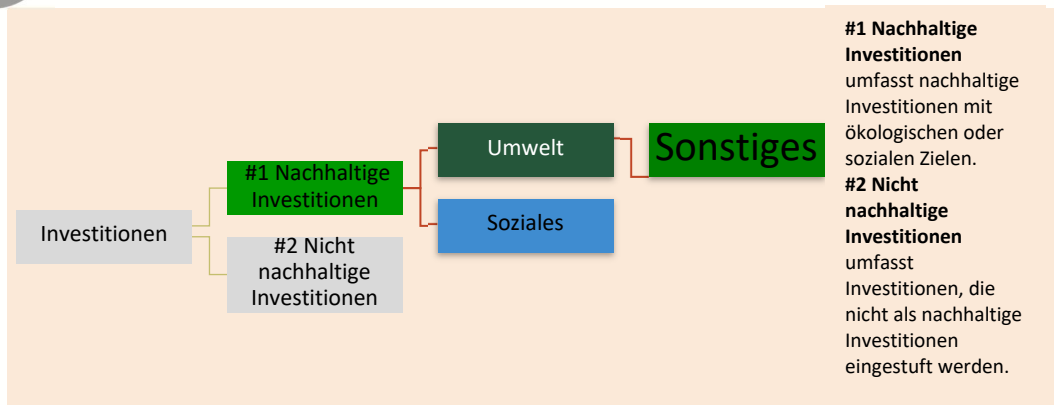 Investitionen
#1 Nachhaltige
Investitionen
#2 Nicht
nachhaltige
Investitionen
Umwelt
Soziales
Sonstiges
#1 Nachhaltige
Investitionen
umfasst nachhaltige
Investitionen mit
ökologischen oder
sozialen Zielen.
#2 Nicht
nachhaltige
Investitionen
umfasst
Investitionen, die
nicht als nachhaltige
Investitionen
eingestuft werden.